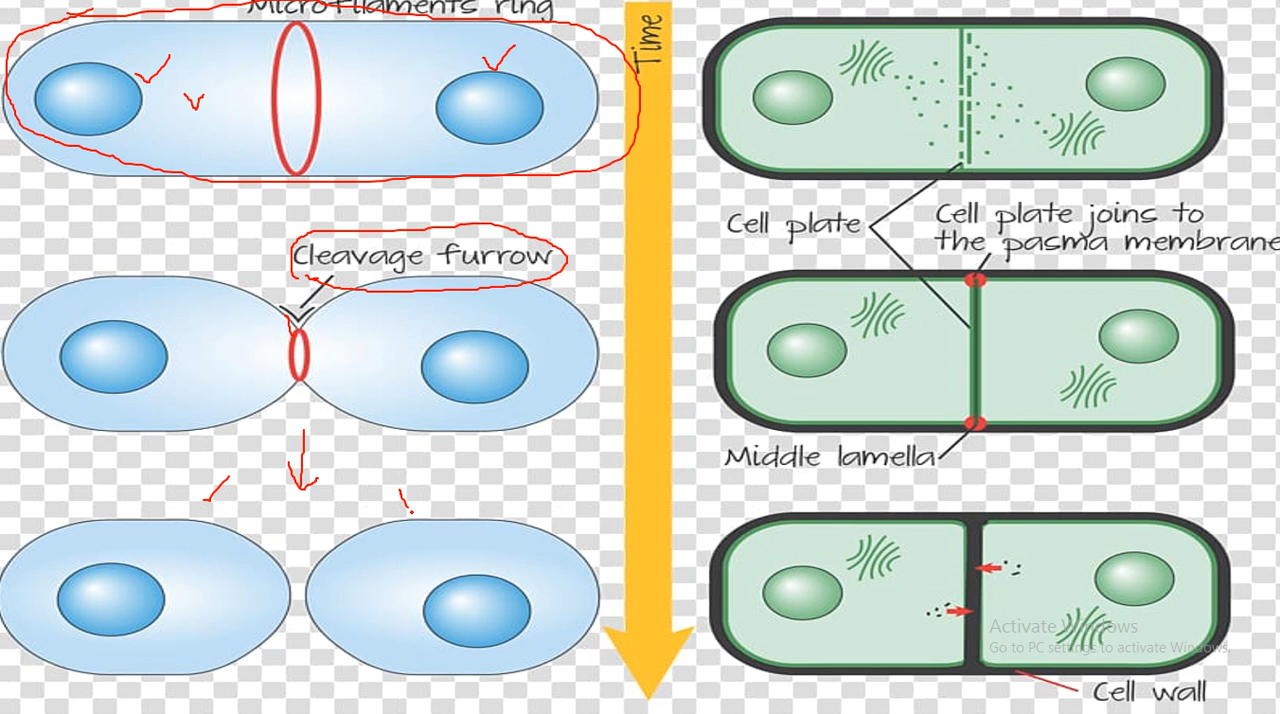 Microfilaments ring
Time
Cleavage furrow
Cell plate
Cell plate joins to
the pasma membrane
Middle lamella
Activate Windows
Go to PC settings to activate Windows.
Cell wall